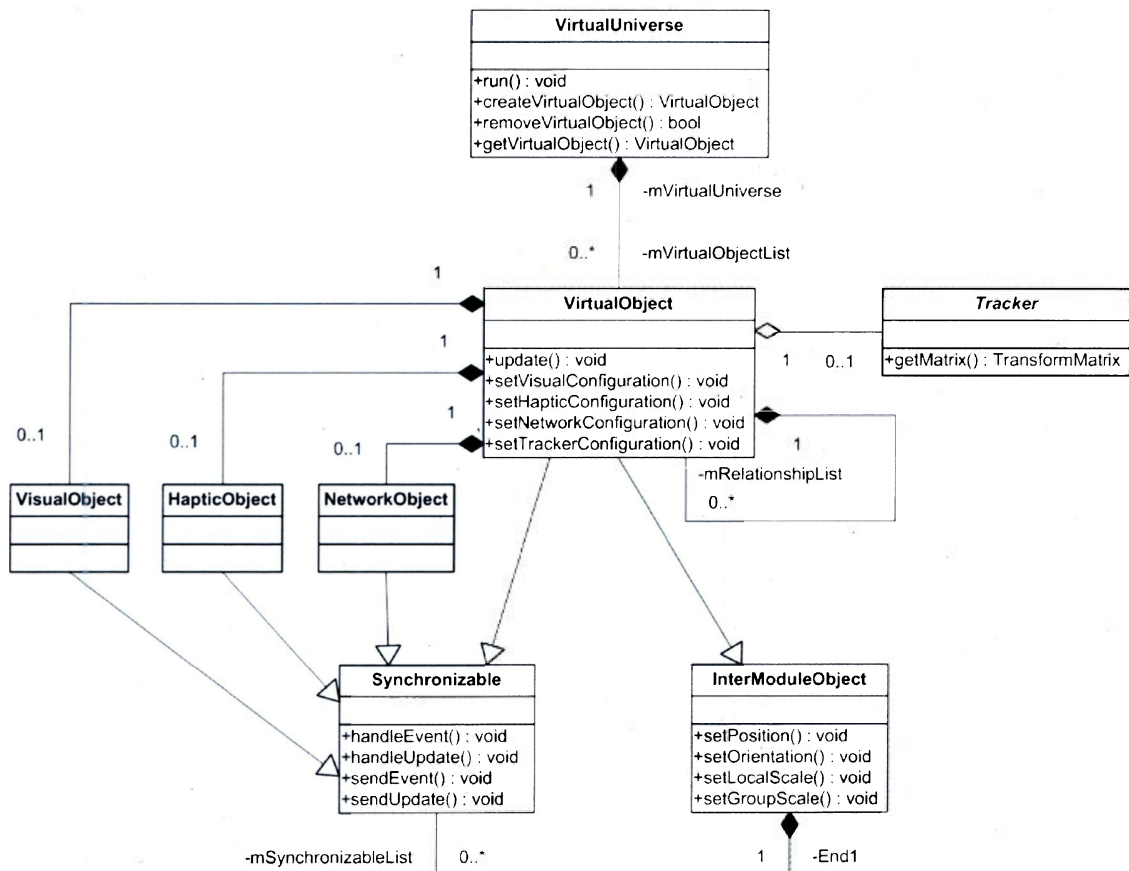 VirtualUniverse
+run() : void
+createVirtualObject() : VirtualObject
+removeVirtualObject() : bool
+getVirtualObject() : VirtualObject
1
-mVirtualUniverse
0..*
-mVirtualObjectList
1
VirtualObject
+update() : void
+setVisualConfiguration() : void
+setHapticConfiguration() : void
+setNetworkConfiguration() : void
+setTrackerConfiguration() : void
Tracker
+getMatrix() : TransformMatrix
1
0..1
1
1
1
-mRelationshipList
0..*
0..1
0..1
0..1
VisualObject
HapticObject
NetworkObject
Synchronizable
+handleEvent() : void
+handleUpdate() : void
+sendEvent() : void
+sendUpdate() : void
InterModuleObject
+setPosition() : void
+setOrientation() : void
+setLocalScale() : void
+setGroupScale() : void
-mSynchronizableList
0..*
1
-End1